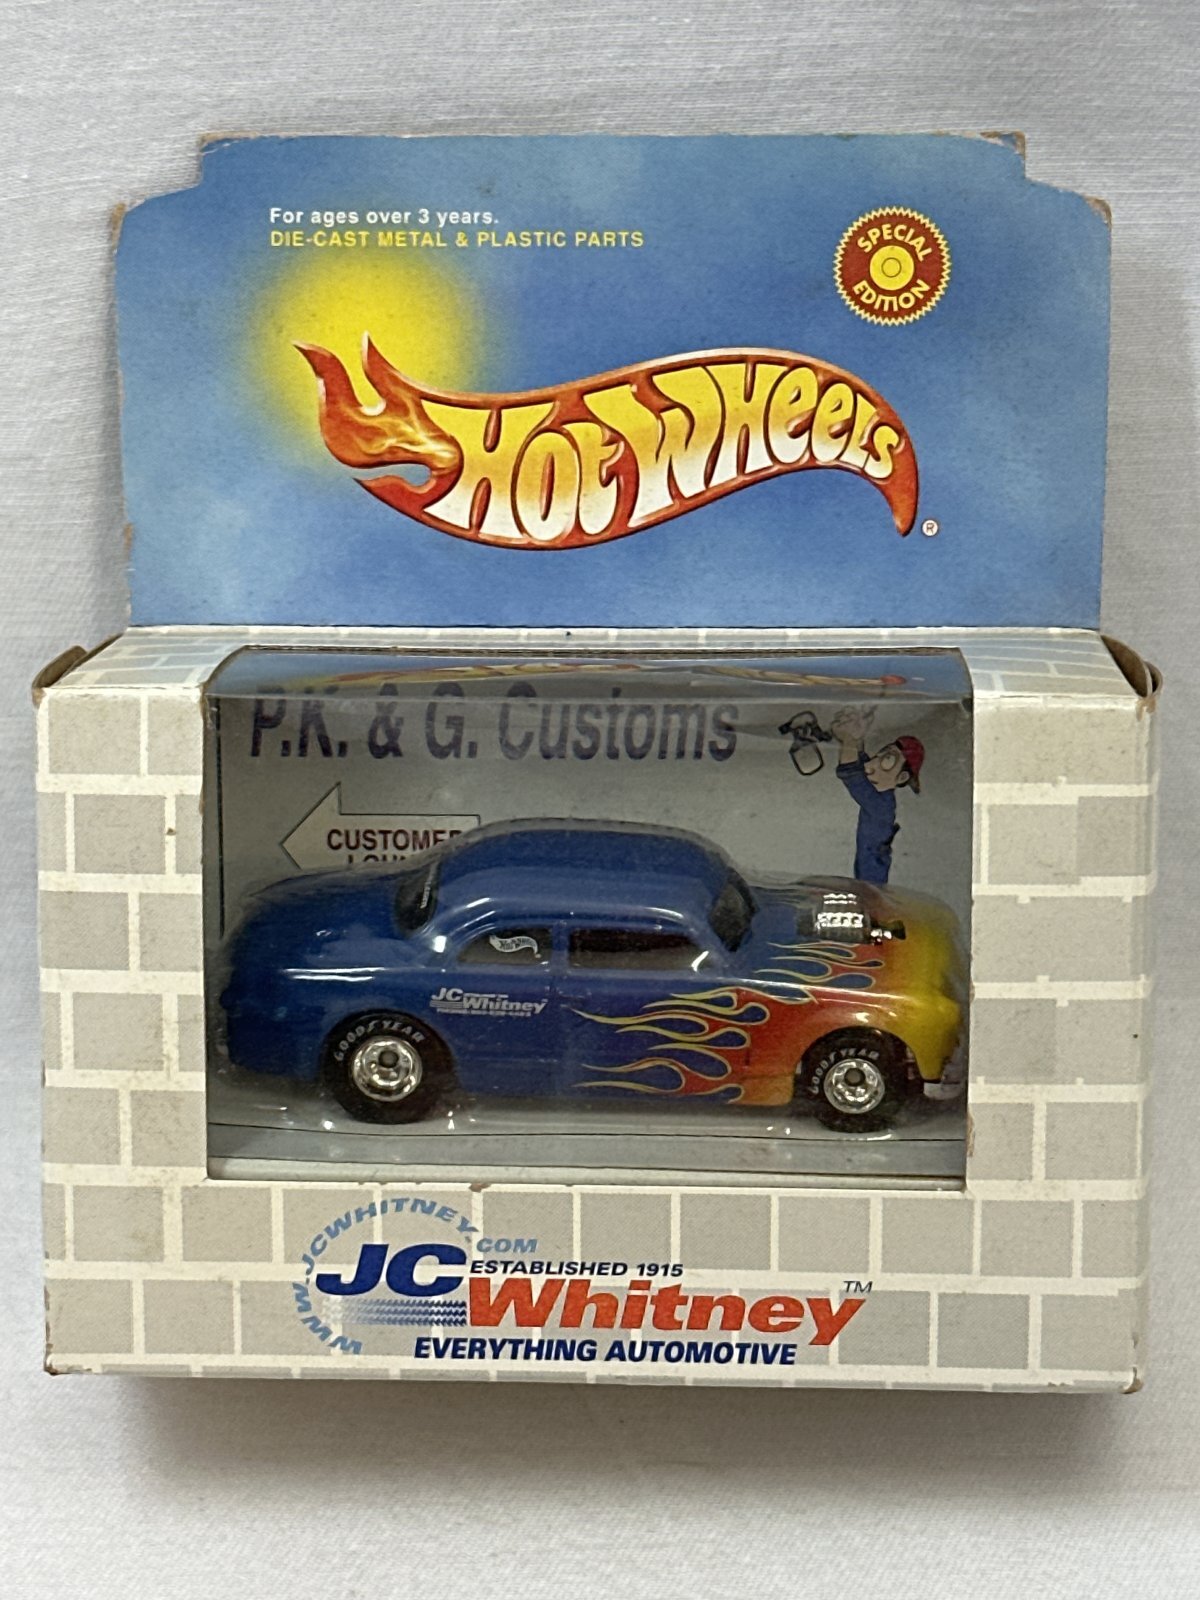 For ages over 3 years.
DIE-CAST METAL & PLASTIC PARTS
SPECIAL
EDITION
HOT WHEELS ®
P.K. & G. Customs
CUSTOMER
JC Whitney
GOODYEAR
GOODYEAR
WWW.JCWHITNEY.COM
JC
ESTABLISHED 1915
Whitney™
EVERYTHING AUTOMOTIVE